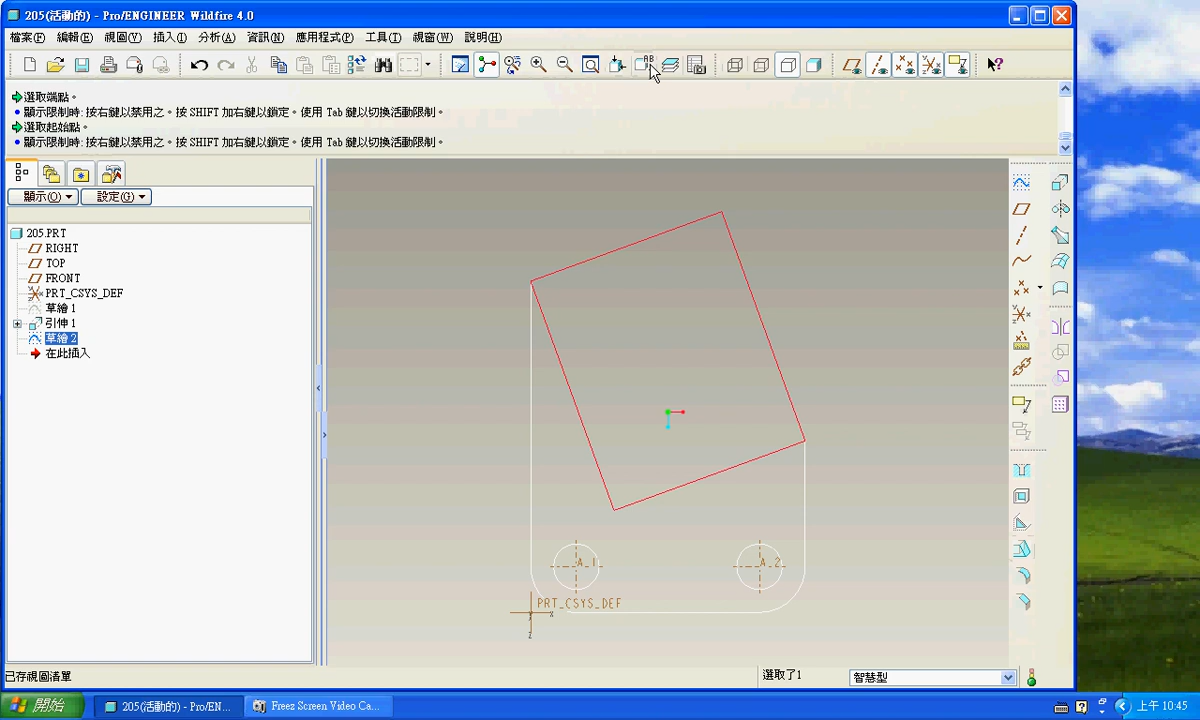 205(活動的) - Pro/ENGINEER Wildfire 4.0
檔案(F) 編輯(E) 視圖(V) 插入(I) 分析(A) 資訊(N) 應用程式(P) 工具(T) 視窗(W) 說明(H)
選取端點。
顯示限制時: 按右鍵以禁用之。按 SHIFT 加右鍵以鎖定。使用 Tab 鍵以切換活動限制。
選取起始點。
顯示限制時: 按右鍵以禁用之。按 SHIFT 加右鍵以鎖定。使用 Tab 鍵以切換活動限制。
顯示(O) 設定(G)
205.PRT
RIGHT
TOP
FRONT
PRT_CSYS_DEF
草繪 1
引伸 1
草繪 2
在此插入
A_1 A_2
PRT_CSYS_DEF
X
Y
Z
已存視圖清單 選取了1 智慧型
開始 205(活動的) - Pro/EN... Freez Screen Video Ca... 上午 10:45